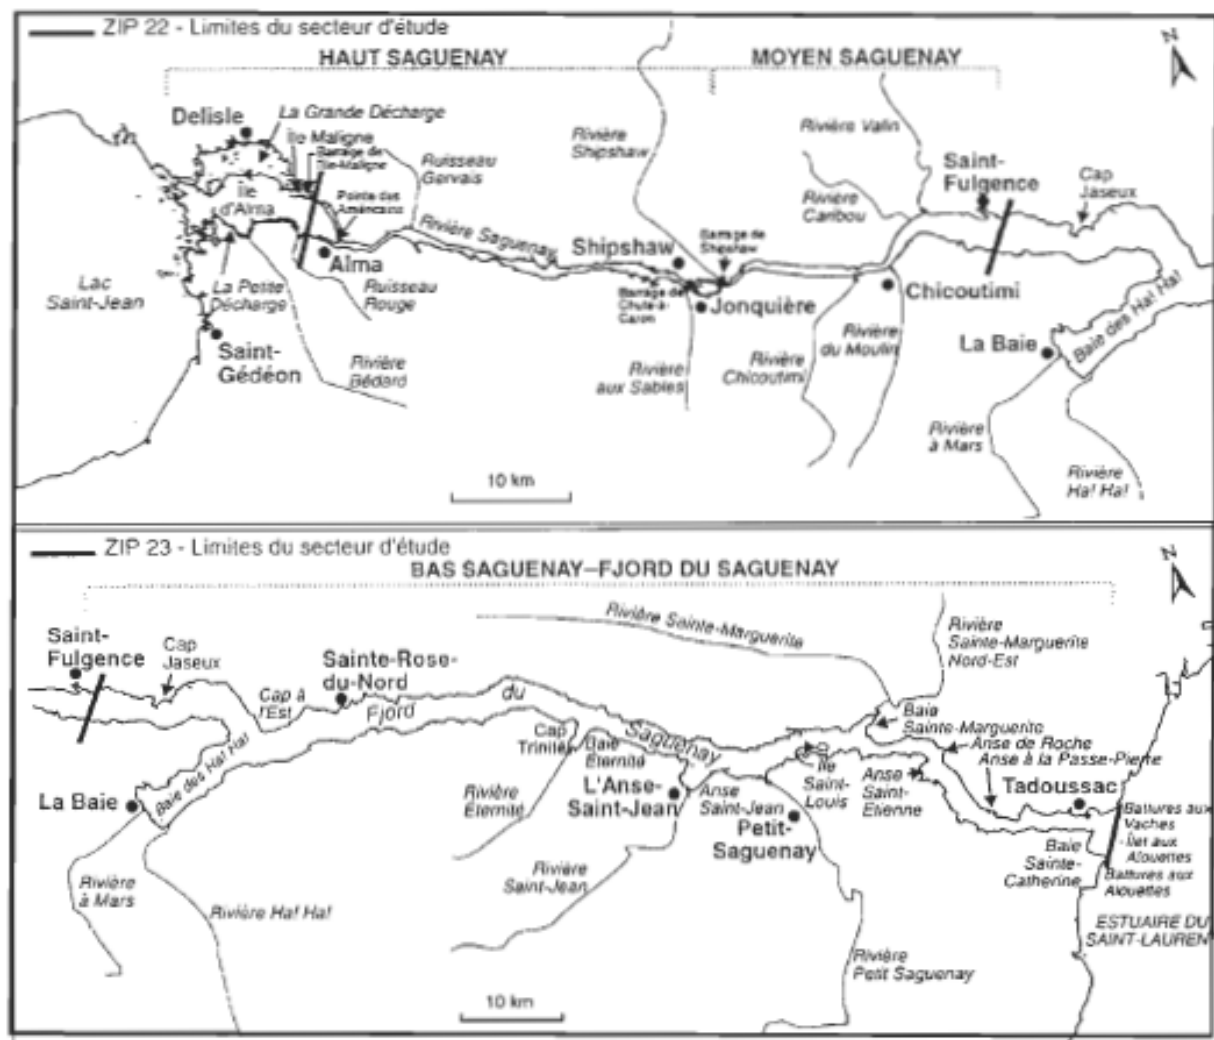 ZIP 22 - Limites du secteur d'étude
HAUT SAGUENAY
MOYEN SAGUENAY
N
Delisle
La Grande Décharge
Île Maligne
Barrage de
l'Île-Maligne
Ruisseau
Gervais
Pointe des
Américains
Île
d'Alma
Rivière
Shipshaw
Rivière Valin
Rivière
Caribou
Saint-
Fulgence
Cap
Jaseux
Rivière Saguenay
Shipshaw
Barrage de
Shipshaw
Lac
Saint-Jean
La Petite
Décharge
Alma
Ruisseau
Rouge
Barrage de
Chute-à-
Caron
Jonquière
Chicoutimi
Baie des Ha! Ha!
La Baie
Saint-
Gédéon
Rivière
Bédard
Rivière
aux Sables
Rivière
Chicoutimi
Rivière
du Moulin
Rivière
à Mars
Rivière
Ha! Ha!
10 km
ZIP 23 - Limites du secteur d'étude
BAS SAGUENAY–FJORD DU SAGUENAY
N
Saint-
Fulgence
Cap
Jaseux
Cap à
l'Est
Sainte-Rose-
du-Nord
Fjord
du
Saguenay
Rivière Sainte-Marguerite
Rivière
Sainte-Marguerite
Nord-Est
Baie
Sainte-Marguerite
Anse de Roche
Anse à la Passe-Pierre
Tadoussac
Cap
Trinité
Baie
Éternité
Rivière
Éternité
L'Anse-
Saint-Jean
Anse
Saint-Jean
Île
Saint-
Louis
Anse
Saint-
Étienne
Petit-
Saguenay
La Baie
Baie des Ha! Ha!
Rivière
à Mars
Rivière Ha! Ha!
Rivière
Saint-Jean
Baie
Sainte-
Catherine
Battures aux
Vaches
- Îlet aux
Alouettes
Battures aux
Alouettes
ESTUAIRE DU
SAINT-LAUREN
Rivière
Petit Saguenay
10 km